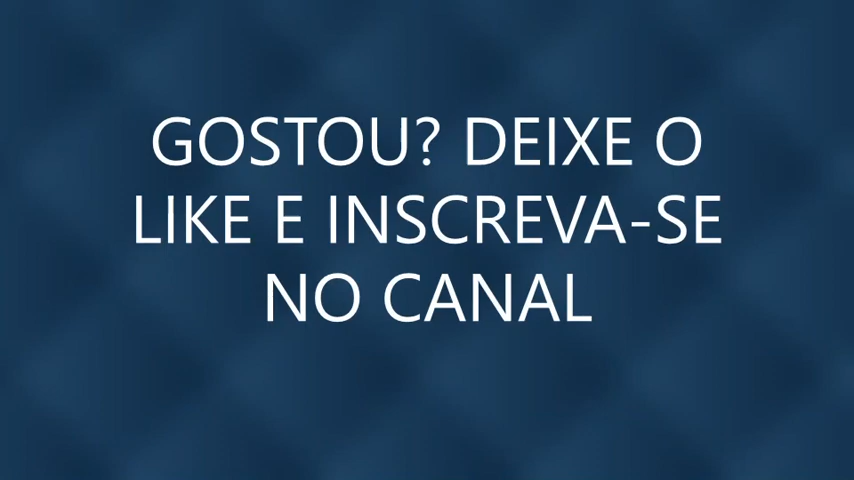 GOSTOU? DEIXE O
LIKE E INSCREVA-SE
NO CANAL